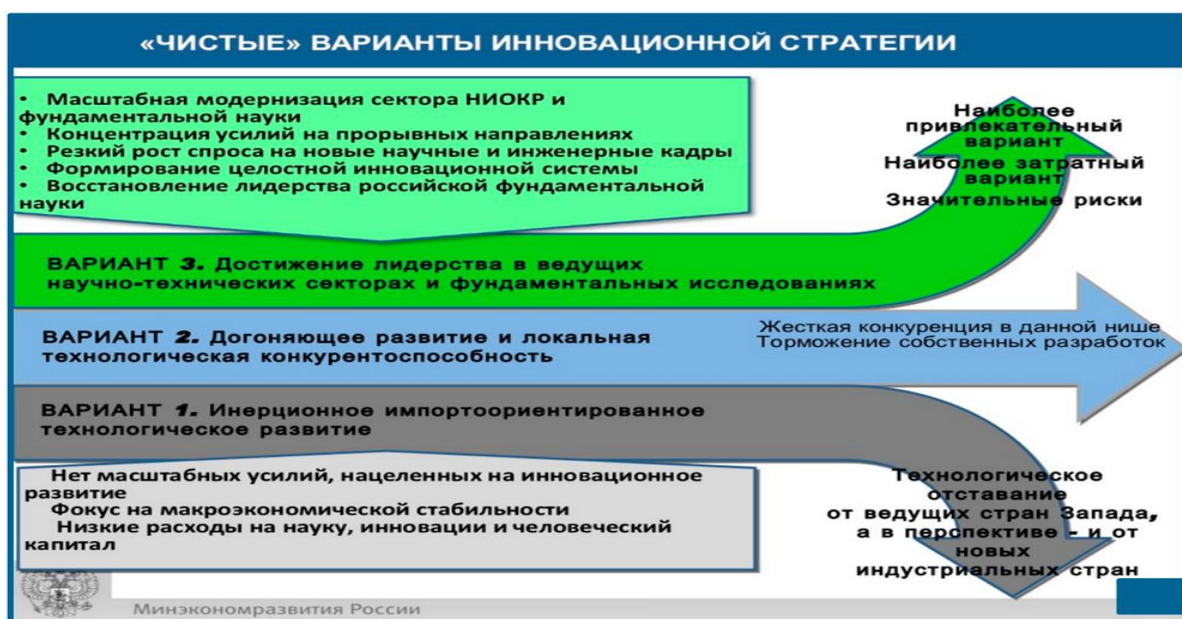 «ЧИСТЫЕ» ВАРИАНТЫ ИННОВАЦИОННОЙ СТРАТЕГИИ
• Масштабная модернизация сектора НИОКР и
фундаментальной науки
• Концентрация усилий на прорывных направлениях
• Резкий рост спроса на новые научные и инженерные кадры
• Формирование целостной инновационной системы
• Восстановление лидерства российской фундаментальной
науки
Наиболее
привлекательный
вариант
Наиболее затратный
вариант
Значительные риски
ВАРИАНТ 3. Достижение лидерства в ведущих
научно-технических секторах и фундаментальных исследованиях
ВАРИАНТ 2. Догоняющее развитие и локальная
технологическая конкурентоспособность
Жесткая конкуренция в данной нише
Торможение собственных разработок
ВАРИАНТ 1. Инерционное импортоориентированное
технологическое развитие
Нет масштабных усилий, нацеленных на инновационное
развитие
Фокус на макроэкономической стабильности
Низкие расходы на науку, инновации и человеческий
капитал
Технологическое
отставание
от ведущих стран Запада,
а в перспективе - и от
новых
индустриальных стран
Минэкономразвития России